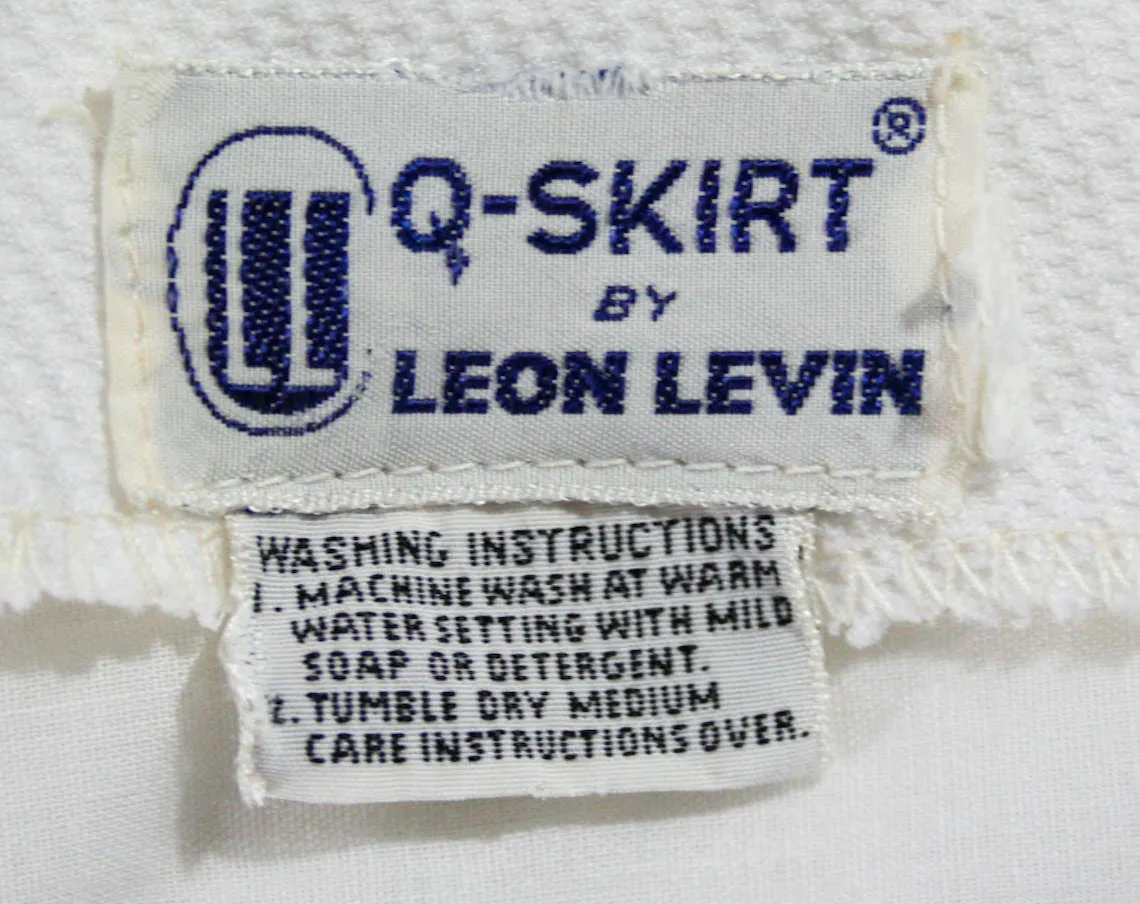 Q-SKIRT®
BY
LEON LEVIN
WASHING INSTRUCTIONS
1. MACHINE WASH AT WARM
WATER SETTING WITH MILD
SOAP OR DETERGENT.
2. TUMBLE DRY MEDIUM
CARE INSTRUCTIONS OVER.